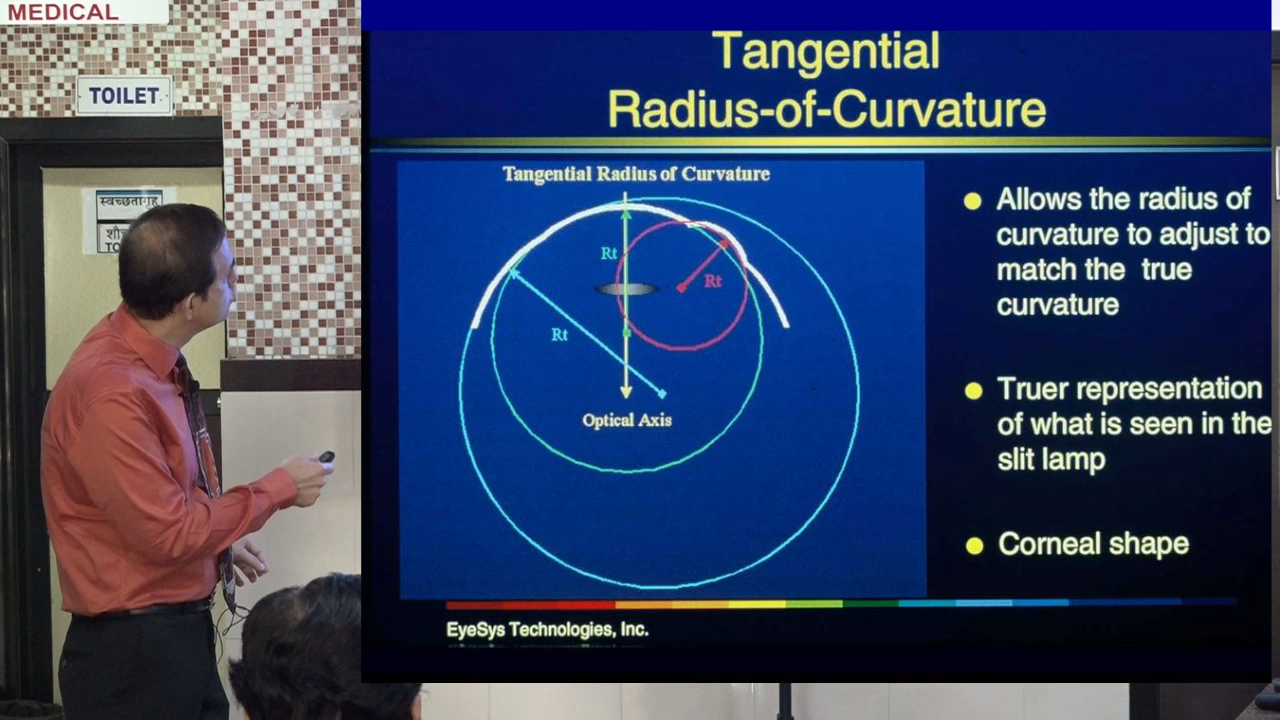 MEDICAL
TOILET
स्वच्छतागृह
Tangential
Radius-of-Curvature
Tangential Radius of Curvature
Rt
Rt
Rt
Optical Axis
Allows the radius of
curvature to adjust to
match the true
curvature
Truer representation
of what is seen in the
slit lamp
Corneal shape
EyeSys Technologies, Inc.